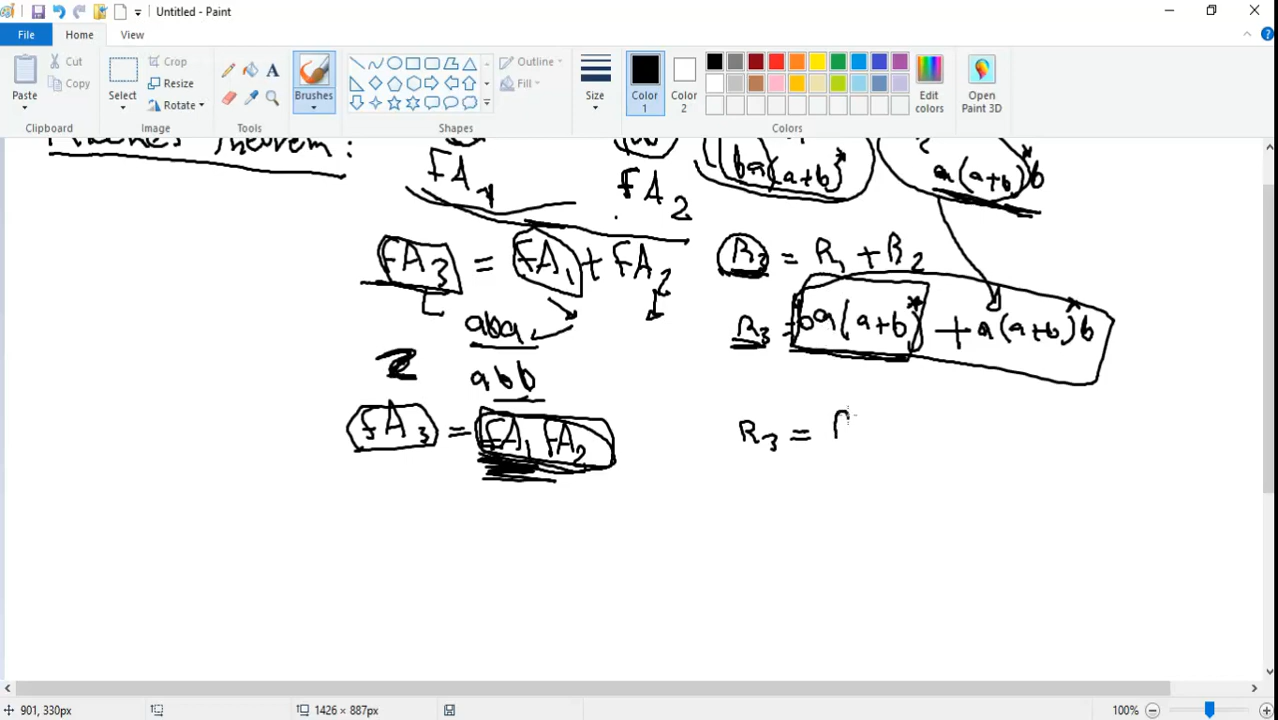 Untitled - Paint
File Home View
Paste Cut Copy Select Crop Resize Rotate Brushes Outline Fill Size Color 1 Color 2 Edit colors Open Paint 3D
Clipboard Image Tools Shapes Colors
Theorem:
FA1 FA2 ba(a+b)* a(a+b)*b
FA3 = FA1 + FA2 R3 = R1 + R2
aba R3 = ba(a+b)* + a(a+b)*b
2 abb
FA3 = FA1 FA2 R3 =
901, 330px 1426 × 887px 100%